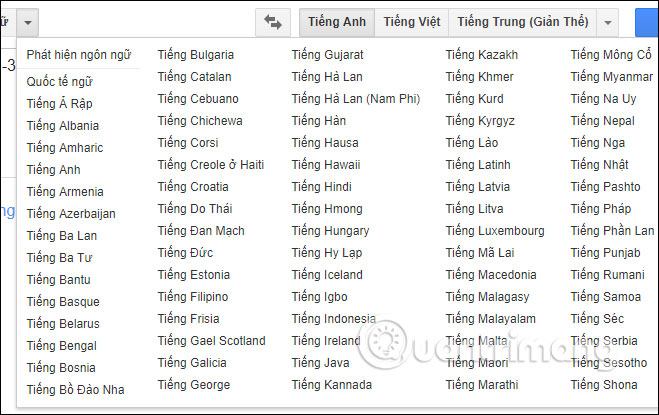 ữ
Tiếng Anh
Tiếng Việt
Tiếng Trung (Giản Thể)
-3
ng
Phát hiện ngôn ngữ
Quốc tế ngữ
Tiếng Ả Rập
Tiếng Albania
Tiếng Amharic
Tiếng Anh
Tiếng Armenia
Tiếng Azerbaijan
Tiếng Ba Lan
Tiếng Ba Tư
Tiếng Bantu
Tiếng Basque
Tiếng Belarus
Tiếng Bengal
Tiếng Bosnia
Tiếng Bồ Đào Nha
Tiếng Bulgaria
Tiếng Catalan
Tiếng Cebuano
Tiếng Chichewa
Tiếng Corsi
Tiếng Creole ở Haiti
Tiếng Croatia
Tiếng Do Thái
Tiếng Đan Mạch
Tiếng Đức
Tiếng Estonia
Tiếng Filipino
Tiếng Frisia
Tiếng Gael Scotland
Tiếng Galicia
Tiếng George
Tiếng Gujarat
Tiếng Hà Lan
Tiếng Hà Lan (Nam Phi)
Tiếng Hàn
Tiếng Hausa
Tiếng Hawaii
Tiếng Hindi
Tiếng Hmong
Tiếng Hungary
Tiếng Hy Lạp
Tiếng Iceland
Tiếng Igbo
Tiếng Indonesia
Tiếng Ireland
Tiếng Java
Tiếng Kannada
Tiếng Kazakh
Tiếng Khmer
Tiếng Kurd
Tiếng Kyrgyz
Tiếng Lào
Tiếng Latinh
Tiếng Latvia
Tiếng Litva
Tiếng Luxembourg
Tiếng Mã Lai
Tiếng Macedonia
Tiếng Malagasy
Tiếng Malayalam
Tiếng Malta
Tiếng Maori
Tiếng Marathi
Tiếng Mông Cổ
Tiếng Myanmar
Tiếng Na Uy
Tiếng Nepal
Tiếng Nga
Tiếng Nhật
Tiếng Pashto
Tiếng Pháp
Tiếng Phần Lan
Tiếng Punjab
Tiếng Rumani
Tiếng Samoa
Tiếng Séc
Tiếng Serbia
Tiếng Sesotho
Tiếng Shona
Quantrimang